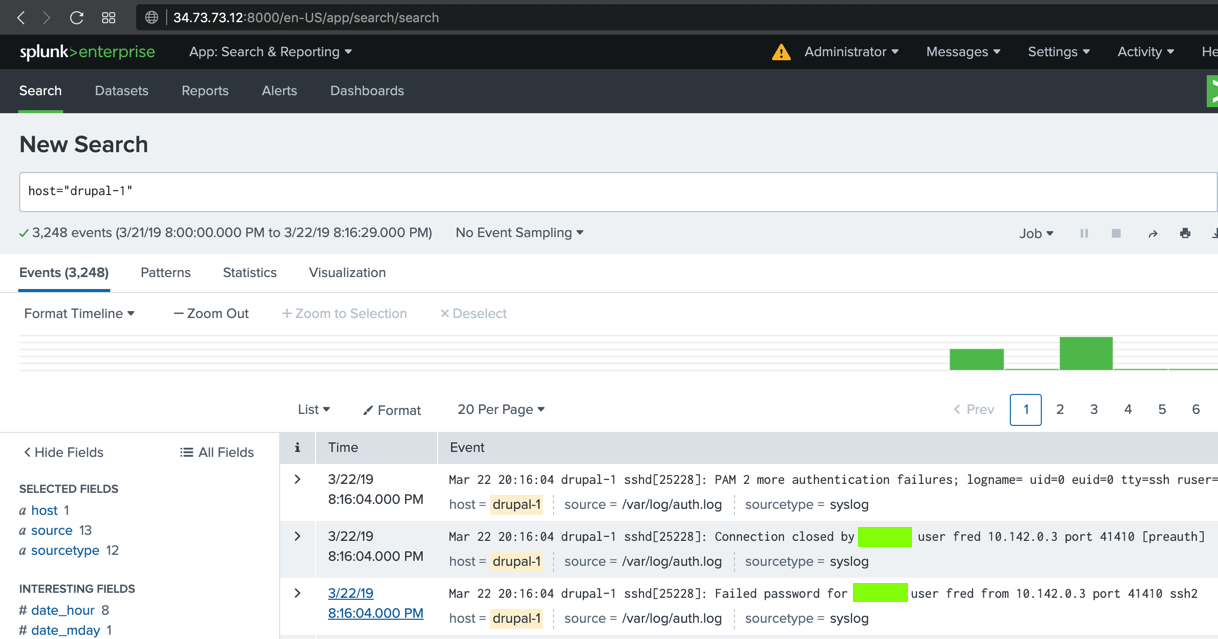 34.73.73.12:8000/en-US/app/search/search
splunk>enterprise App: Search & Reporting Administrator Messages Settings Activity He
Search Datasets Reports Alerts Dashboards
New Search
host="drupal-1"
3,248 events (3/21/19 8:00:00.000 PM to 3/22/19 8:16:29.000 PM) No Event Sampling Job
Events (3,248) Patterns Statistics Visualization
Format Timeline — Zoom Out + Zoom to Selection × Deselect
List Format 20 Per Page < Prev 1 2 3 4 5 6
< Hide Fields All Fields i Time Event
SELECTED FIELDS
a host 1
a source 13
a sourcetype 12
INTERESTING FIELDS
# date_hour 8
# date_mday 1
3/22/19 Mar 22 20:16:04 drupal-1 sshd[25228]: PAM 2 more authentication failures; logname= uid=0 euid=0 tty=ssh ruser=
8:16:04.000 PM host = drupal-1 source = /var/log/auth.log sourcetype = syslog
3/22/19 Mar 22 20:16:04 drupal-1 sshd[25228]: Connection closed by user fred 10.142.0.3 port 41410 [preauth]
8:16:04.000 PM host = drupal-1 source = /var/log/auth.log sourcetype = syslog
3/22/19 Mar 22 20:16:04 drupal-1 sshd[25228]: Failed password for user fred from 10.142.0.3 port 41410 ssh2
8:16:04.000 PM host = drupal-1 source = /var/log/auth.log sourcetype = syslog